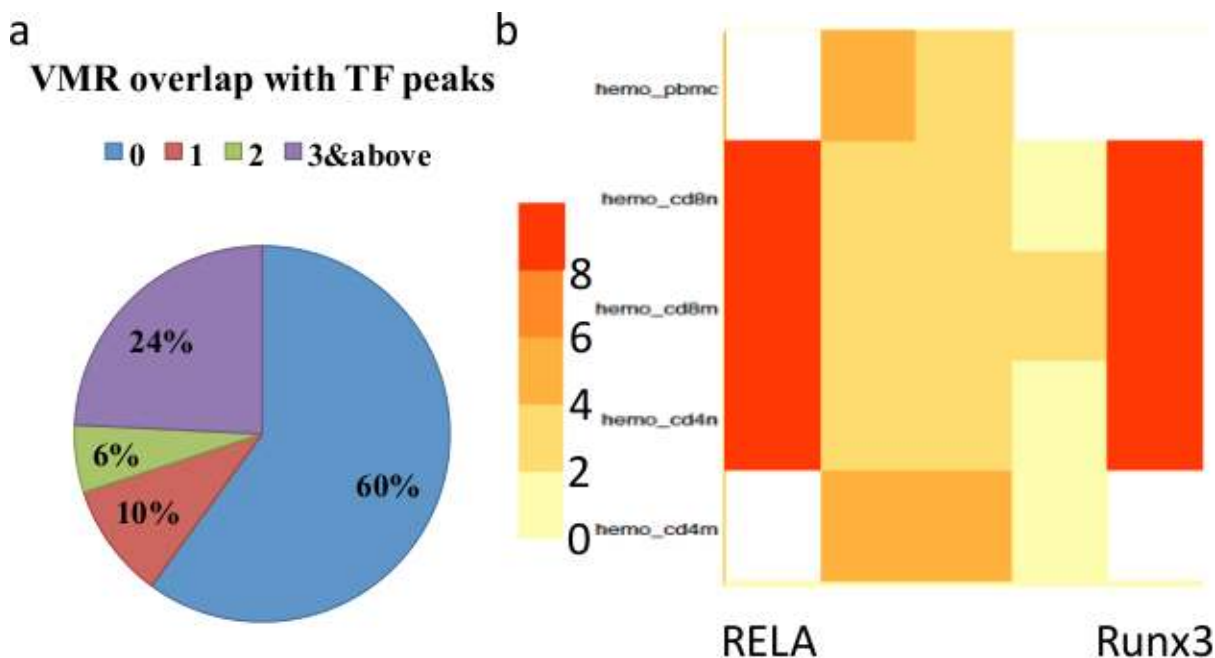 a
VMR overlap with TF peaks
0 1 2 3&above
24%
6%
10%
60%
b
hemo_pbmc
hemo_cd8n
hemo_cd8m
hemo_cd4n
hemo_cd4m
8
6
4
2
0
RELA Runx3